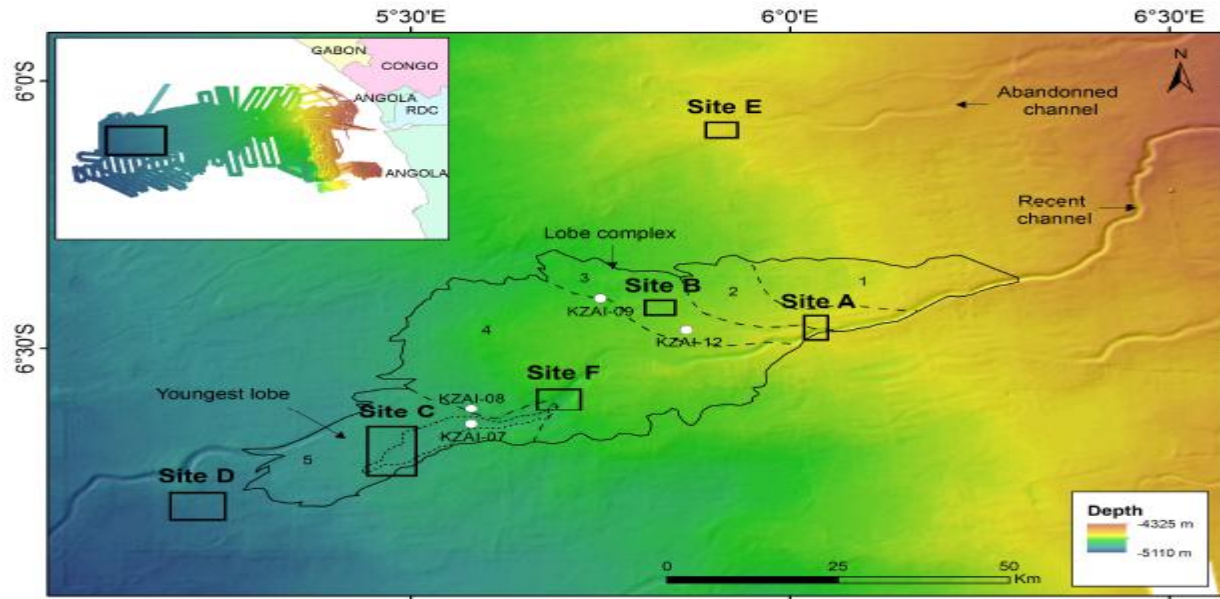 5°30'E
6°0'E
6°30'E
GABON
CONGO
ANGOLA
RDC
ANGOLA
N
6°0'S
Abandonned
channel
Site E
Recent
channel
Lobe complex
3
Site B
2
1
Site A
KZAI-09
4
KZAI-12
6°30'S
Site F
Youngest lobe
KZAI-08
Site C
KZAI-07
5
Site D
Depth
-4325 m
-5110 m
0
25
50
Km